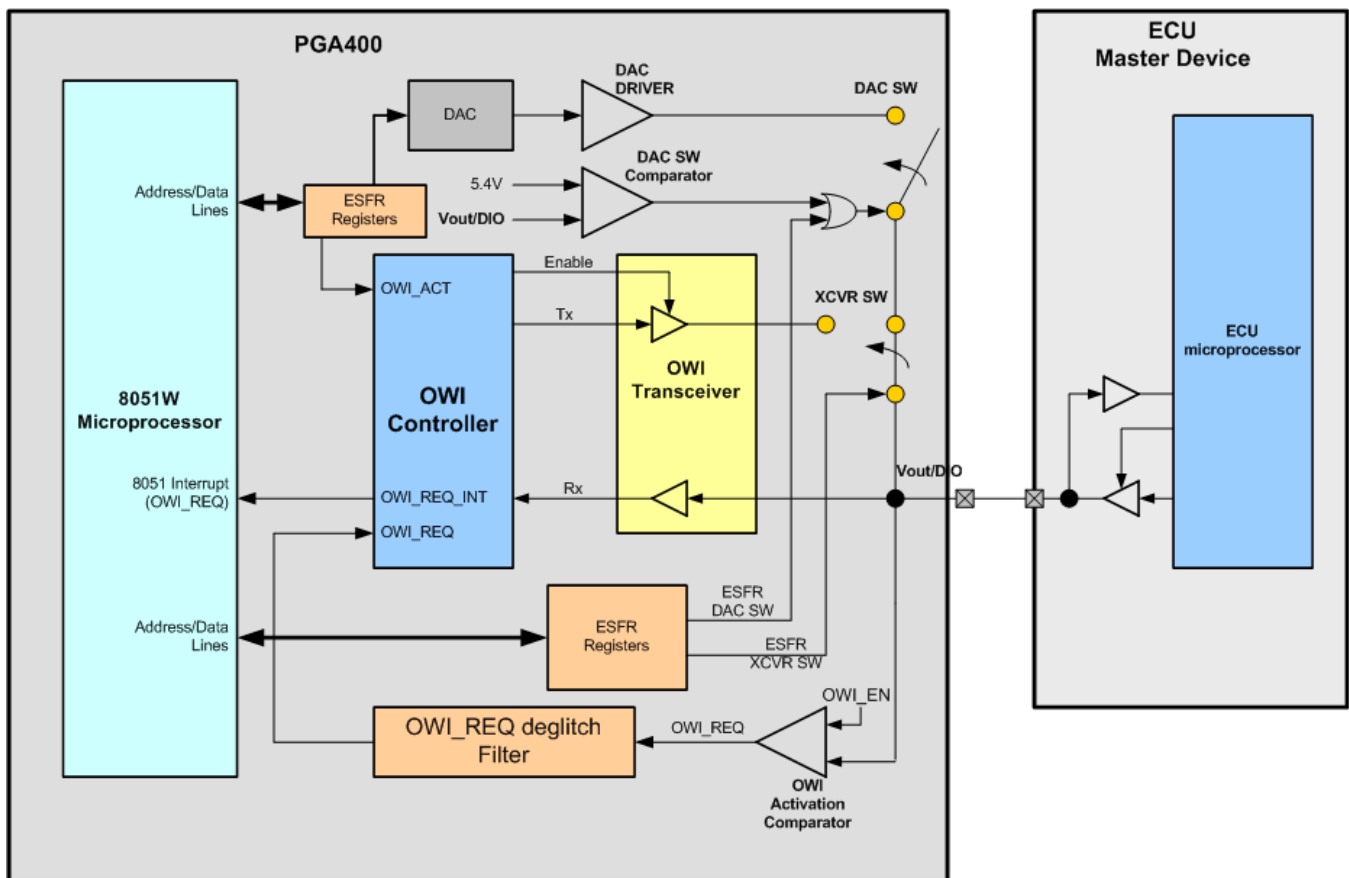 PGA400
ECU
Master Device
DAC
DRIVER
DAC SW
DAC
DAC SW
Comparator
5.4V
Vout/DIO
Address/Data
Lines
ESFR
Registers
Enable
OWI_ACT
Tx
XCVR SW
OWI
Transceiver
OWI
Controller
8051W
Microprocessor
ECU
microprocessor
Vout/DIO
8051 Interrupt
(OWI_REQ)
OWI_REQ_INT
Rx
OWI_REQ
ESFR
DAC SW
ESFR
XCVR SW
Address/Data
Lines
ESFR
Registers
OWI_EN
OWI_REQ
OWI_REQ deglitch
Filter
OWI
Activation
Comparator